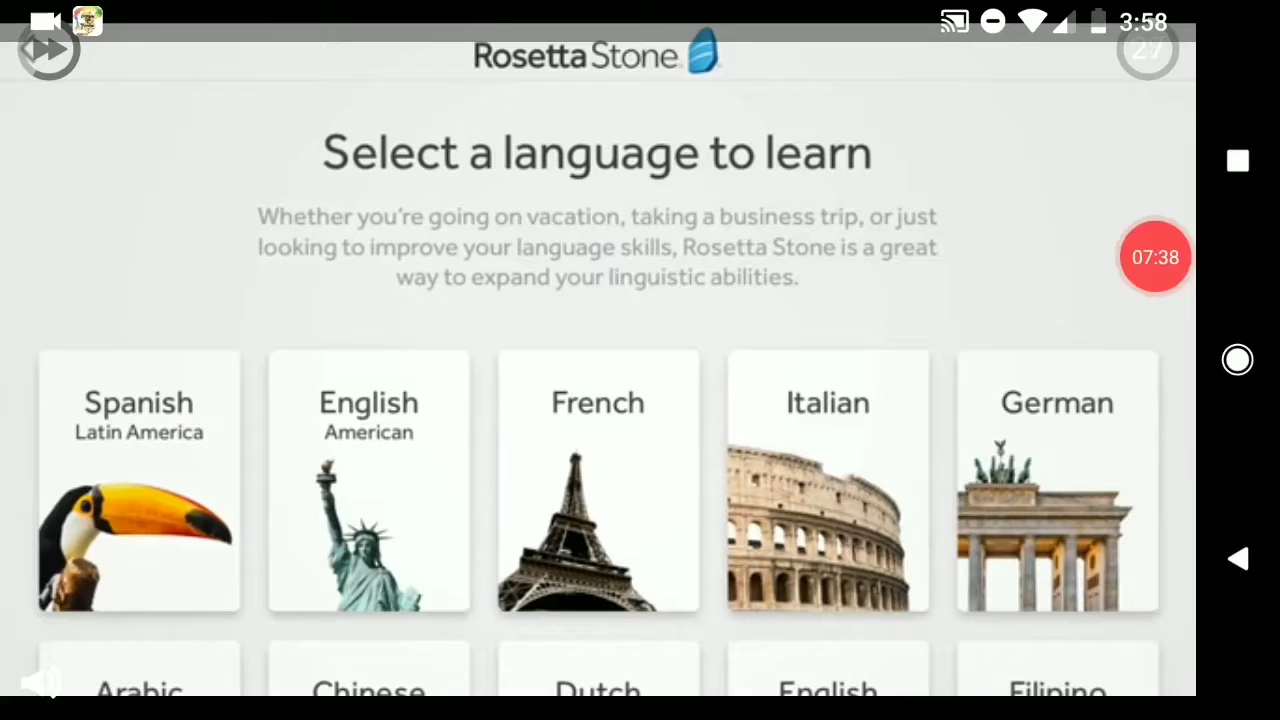 3:58
27
Rosetta Stone
Select a language to learn
Whether you're going on vacation, taking a business trip, or just
looking to improve your language skills, Rosetta Stone is a great
way to expand your linguistic abilities.
07:38
Spanish
Latin America
English
American
French
Italian
German
Arabic
Chinese
Dutch
English
Filipino